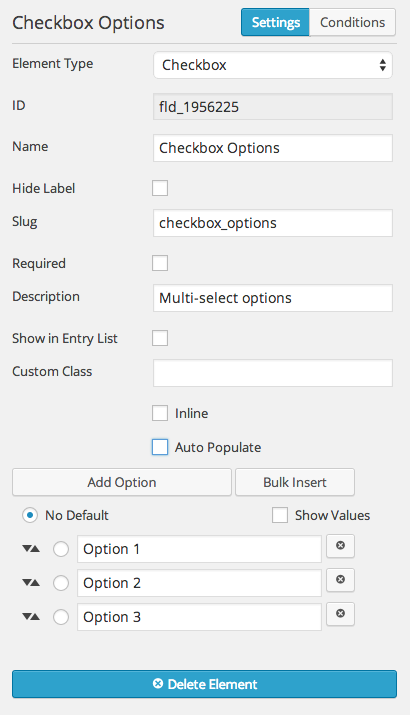 Checkbox Options Settings Conditions
Element Type Checkbox
ID fld_1956225
Name Checkbox Options
Hide Label
Slug checkbox_options
Required
Description Multi-select options
Show in Entry List
Custom Class
Inline
Auto Populate
Add Option Bulk Insert
No Default Show Values
Option 1
Option 2
Option 3
Delete Element